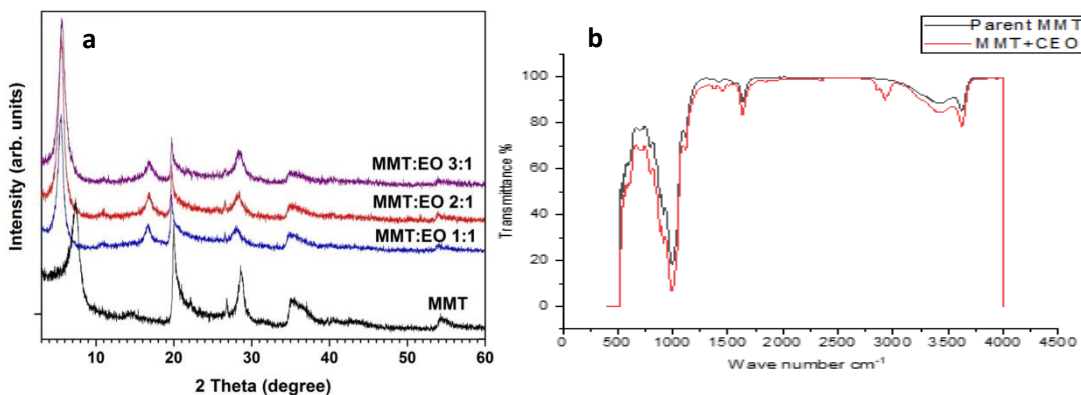 a
Intensity (arb. units)
MMT:EO 3:1
MMT:EO 2:1
MMT:EO 1:1
MMT
10 20 30 40 50 60
2 Theta (degree)
b
Parent MMT
MMT+CEO
Transmittance %
100
80
60
40
20
0
0 500 1000 1500 2000 2500 3000 3500 4000 4500
Wave number cm-1